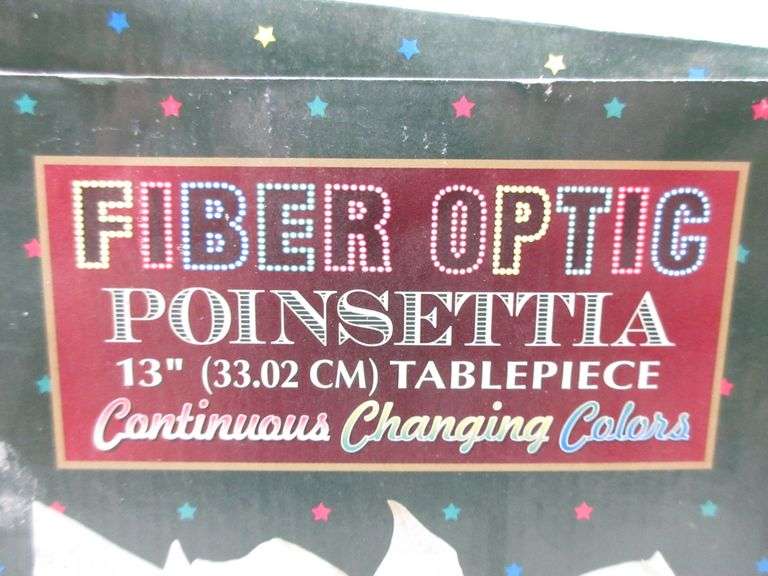 FIBER OPTIC
POINSETTIA
13" (33.02 CM) TABLEPIECE
Continuous Changing Colors